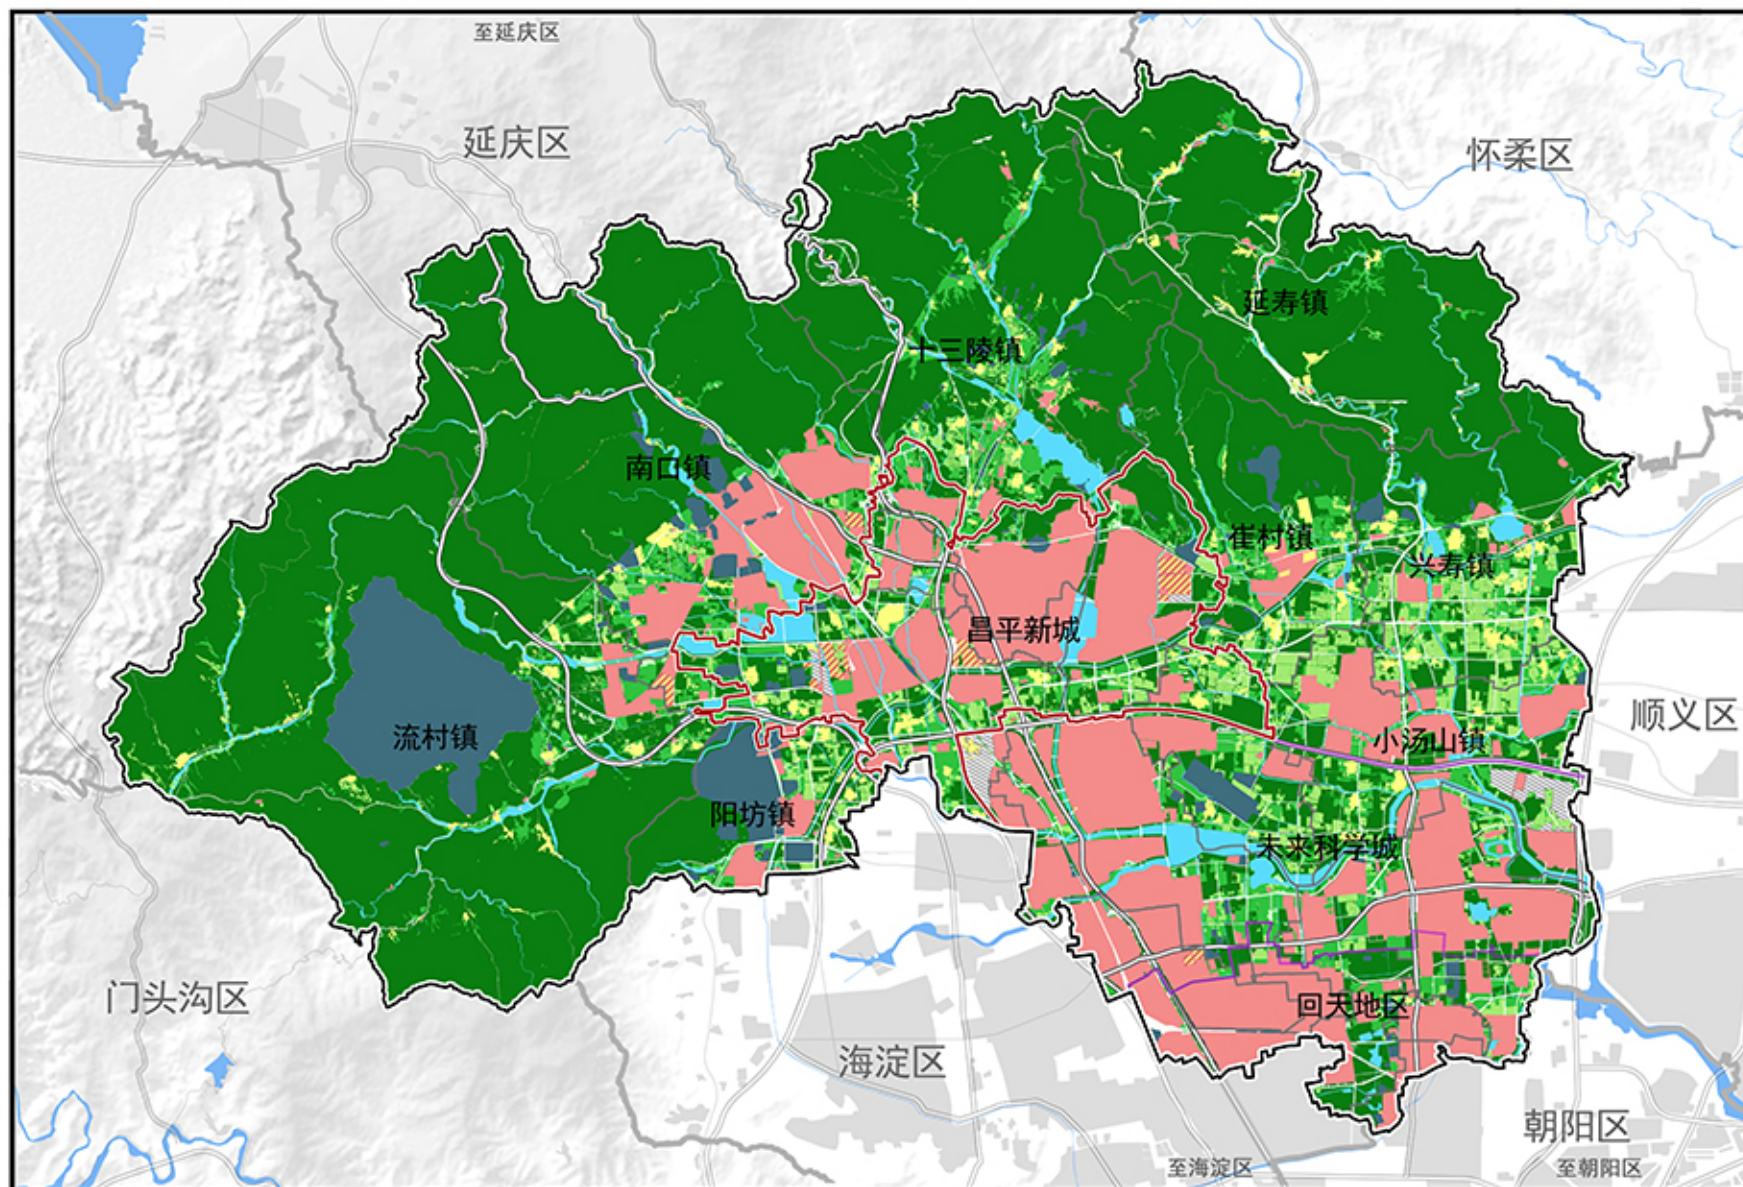 至延庆区
延庆区
怀柔区
延寿镇
十三陵镇
南口镇
崔村镇
兴寿镇
昌平新城
流村镇
顺义区
小汤山镇
阳坊镇
未来科学城
门头沟区
回天地区
海淀区
朝阳区
至海淀区
至朝阳区